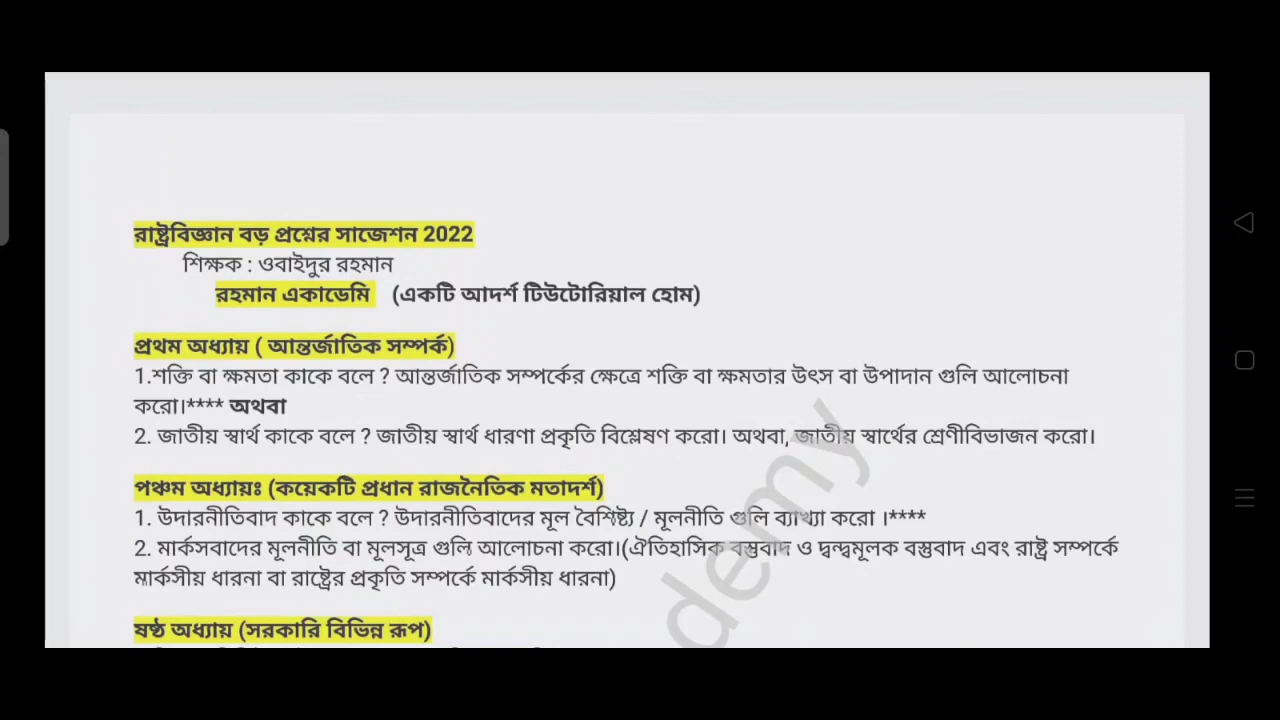 রাষ্ট্রবিজ্ঞান বড় প্রশ্নের সাজেশন 2022
শিক্ষক : ওবাইদুর রহমান
রহমান একাডেমি (একটি আদর্শ টিউটোরিয়াল হোম)
প্রথম অধ্যায় ( আন্তর্জাতিক সম্পর্ক)
1.শক্তি বা ক্ষমতা কাকে বলে ? আন্তর্জাতিক সম্পর্কের ক্ষেত্রে শক্তি বা ক্ষমতার উৎস বা উপাদান গুলি আলোচনা
করো।**** অথবা
2. জাতীয় স্বার্থ কাকে বলে ? জাতীয় স্বার্থ ধারণা প্রকৃতি বিশ্লেষণ করো। অথবা, জাতীয় স্বার্থের শ্রেণীবিভাজন করো।
পঞ্চম অধ্যায়ঃ (কয়েকটি প্রধান রাজনৈতিক মতাদর্শ)
1. উদারনীতিবাদ কাকে বলে ? উদারনীতিবাদের মূল বৈশিষ্ট্য / মূলনীতি গুলি ব্যাখ্যা করো ।****
2. মার্কসবাদের মূলনীতি বা মূলসূত্র গুলি আলোচনা করো।(ঐতিহাসিক বস্তুবাদ ও দ্বন্দ্বমূলক বস্তুবাদ এবং রাষ্ট্র সম্পর্কে
মার্কসীয় ধারনা বা রাষ্ট্রের প্রকৃতি সম্পর্কে মার্কসীয় ধারনা)
ষষ্ঠ অধ্যায় (সরকারি বিভিন্ন রূপ)
demy